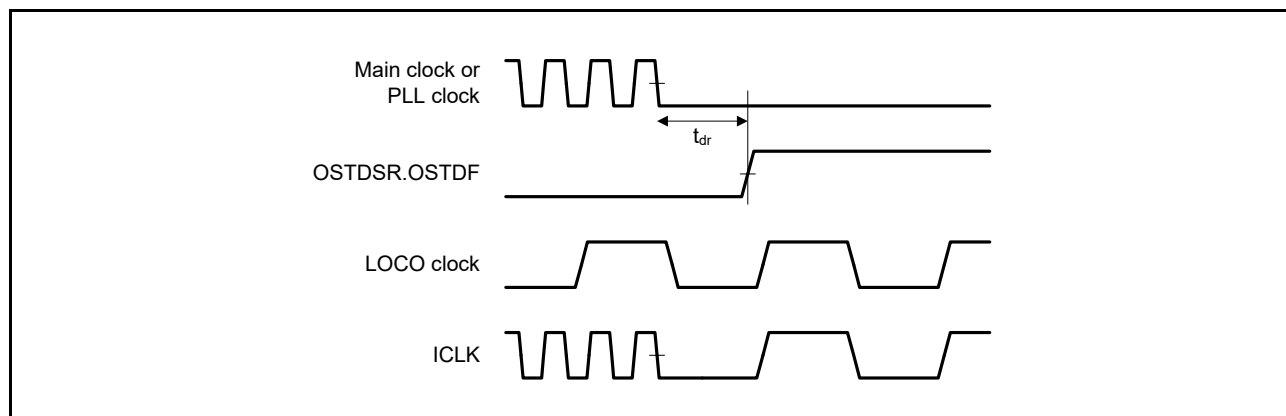 Main clock or
PLL clock
tdr
OSTDSR.OSTDF
LOCO clock
ICLK